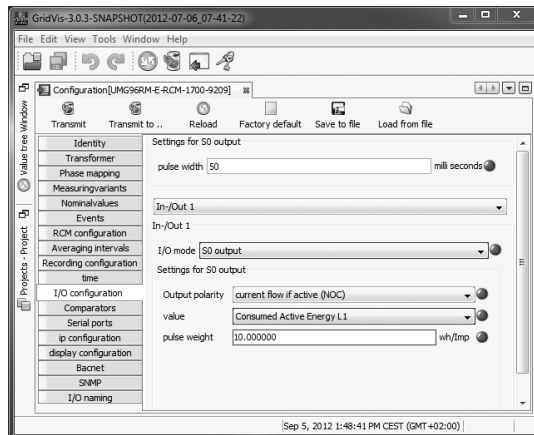 GridVis-3.0.3-SNAPSHOT(2012-07-06_07-41-22)
File Edit View Tools Window Help
Configuration[UMG96RM-E-RCM-1700-9209]
Transmit Transmit to .. Reload Factory default Save to file Load from file
Value tree Window
Projects - Project
Identity
Transformer
Phase mapping
Measuringvariants
Nominalvalues
Events
RCM configuration
Averaging intervals
Recording configuration
time
I/O configuration
Comparators
Serial ports
ip configuration
display configuration
Bacnet
SNMP
I/O naming
Settings for S0 output
pulse width 50 milli seconds
In-/Out 1
In-/Out 1
I/O mode S0 output
Settings for S0 output
Output polarity current flow if active (NOC)
value Consumed Active Energy L1
pulse weight 10.000000 wh/Imp
Sep 5, 2012 1:48:41 PM CEST (GMT+02:00)